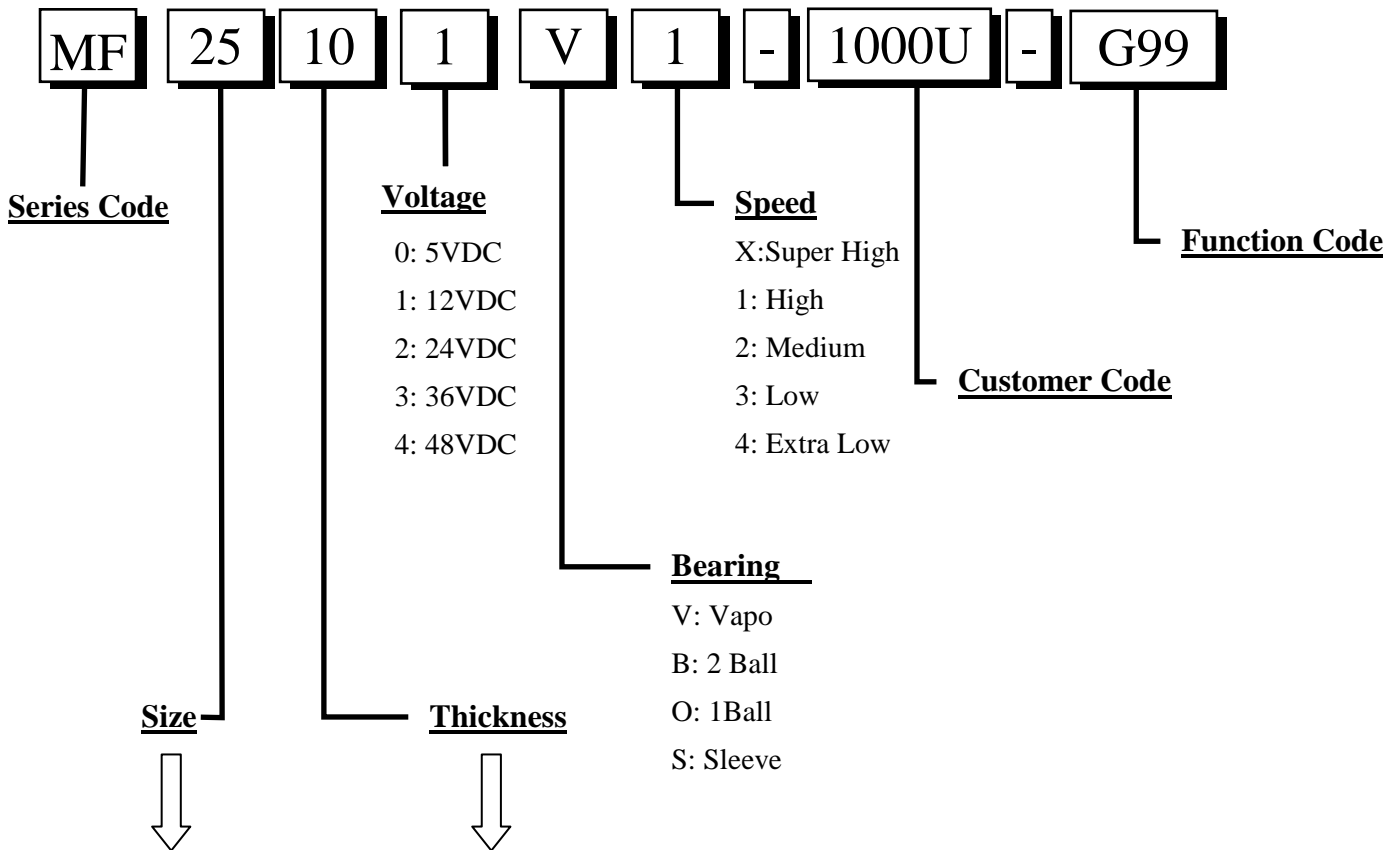 MF 25 10 1 V 1 - 1000U - G99
Series Code
Voltage
0: 5VDC
1: 12VDC
2: 24VDC
3: 36VDC
4: 48VDC
Speed
X:Super High
1: High
2: Medium
3: Low
4: Extra Low
Function Code
Customer Code
Bearing
V: Vapo
B: 2 Ball
O: 1Ball
S: Sleeve
Size
Thickness